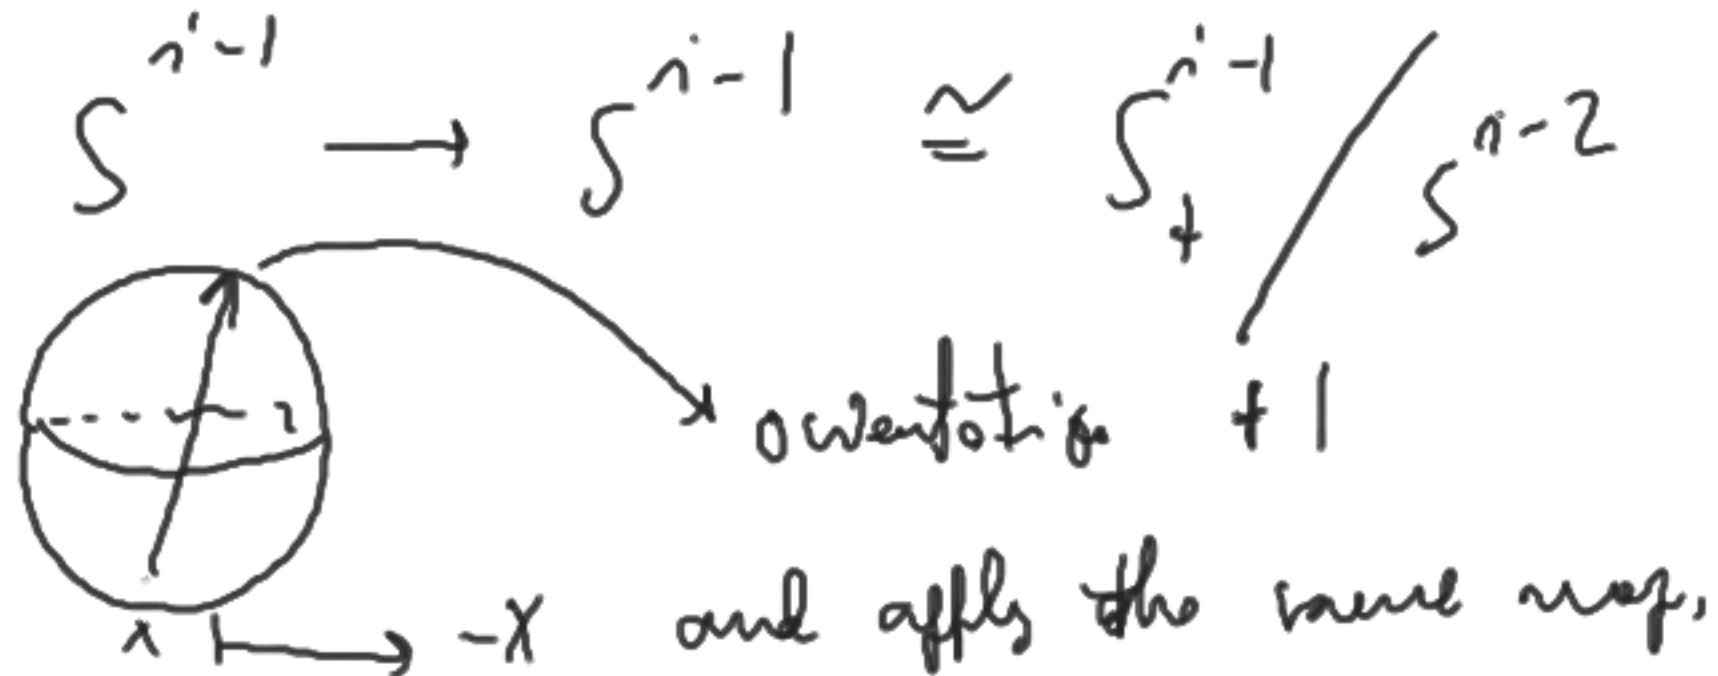 S^{n-1} → S^{n-1} ≅ S_+^{n-1} / S^{n-2}
orientation +1
x ↦ -x and apply the same map.